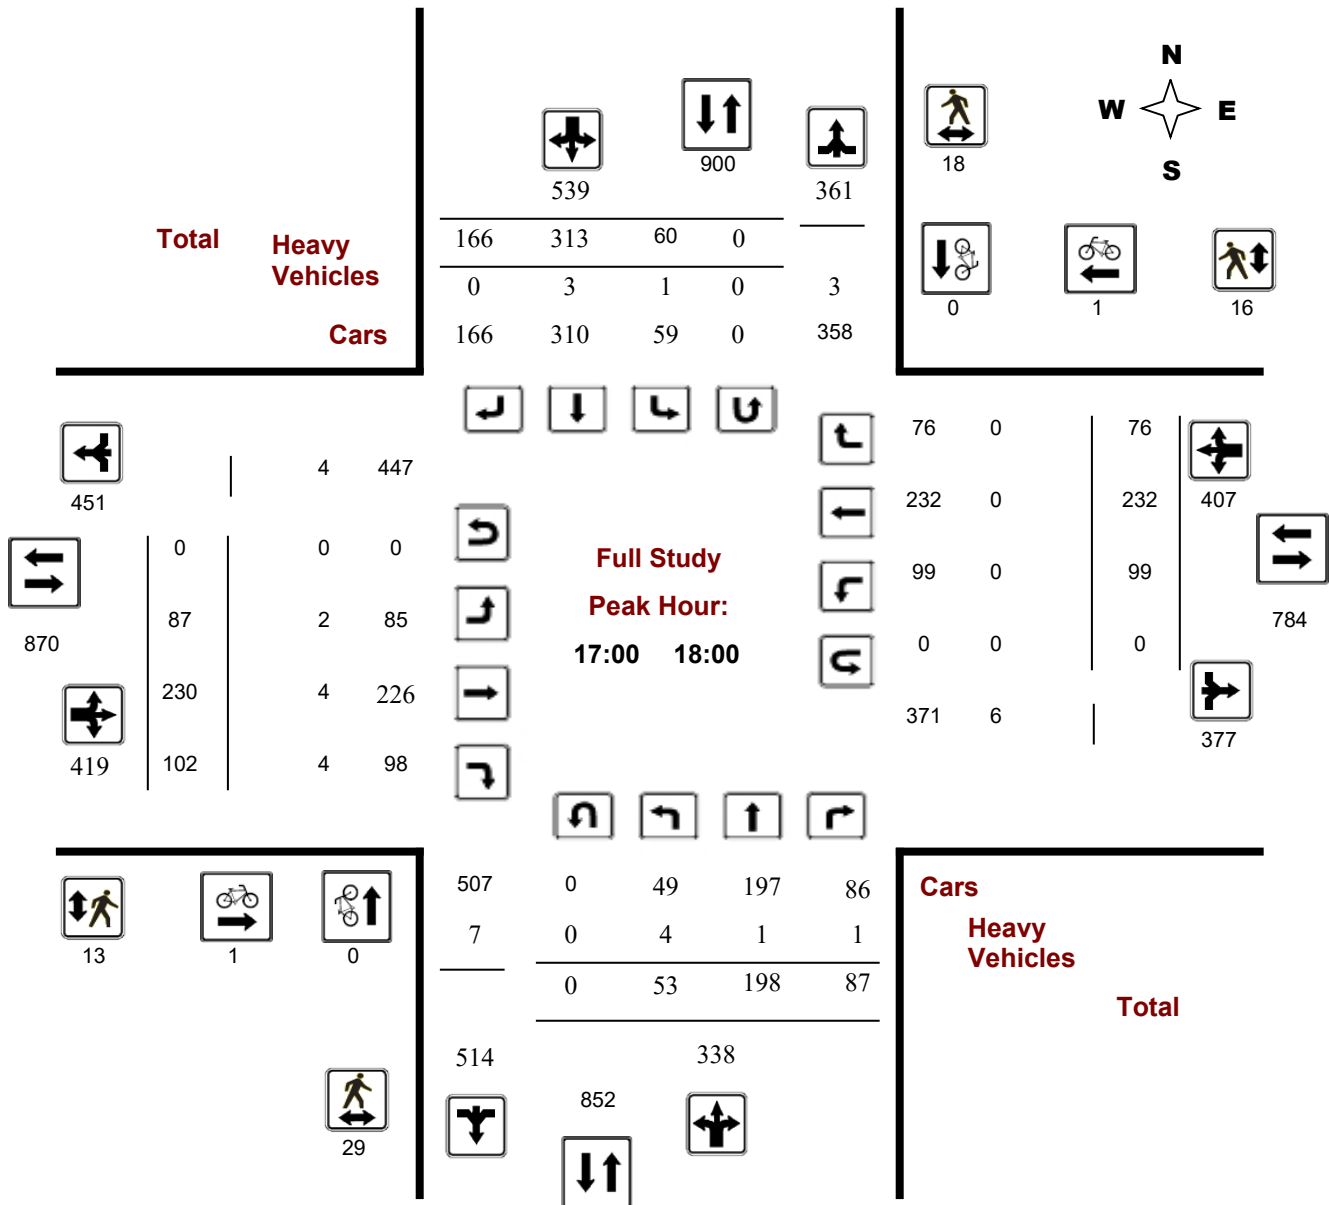 N
W E
S
900
18
539 361
Total
166 313 60 0
Heavy
Vehicles
0 3 1 0 3
0 1 16
Cars
166 310 59 0 358
76 0 76
4 447
451
232 0 232 407
0 0 0
Full Study
99 0 99
87 2 85
Peak Hour:
784
870
17:00 18:00
0 0 0
230 4 226
371 6
377
419 102 4 98
507 0 49 197 86
Cars
Heavy
Vehicles
7 0 4 1 1
13 1 0
0 53 198 87
Total
514 338
852
29